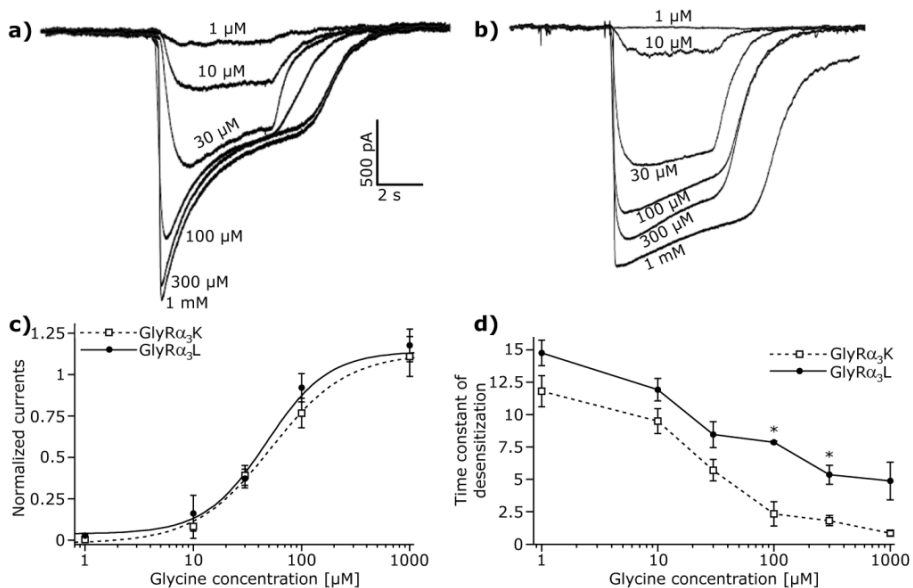 a)
1 µM
10 µM
30 µM
100 µM
300 µM
1 mM
500 pA
2 s
b)
1 µM
10 µM
30 µM
100 µM
300 µM
1 mM
c)
GlyRα₃K
GlyRα₃L
Normalized currents
1.25
1
0.75
0.5
0.25
0
1
10
100
1000
Glycine concentration [µM]
d)
GlyRα₃K
GlyRα₃L
Time constant of
desensitization
15
12.5
10
7.5
5
2.5
0
*
*
1
10
100
1000
Glycine concentration [µM]